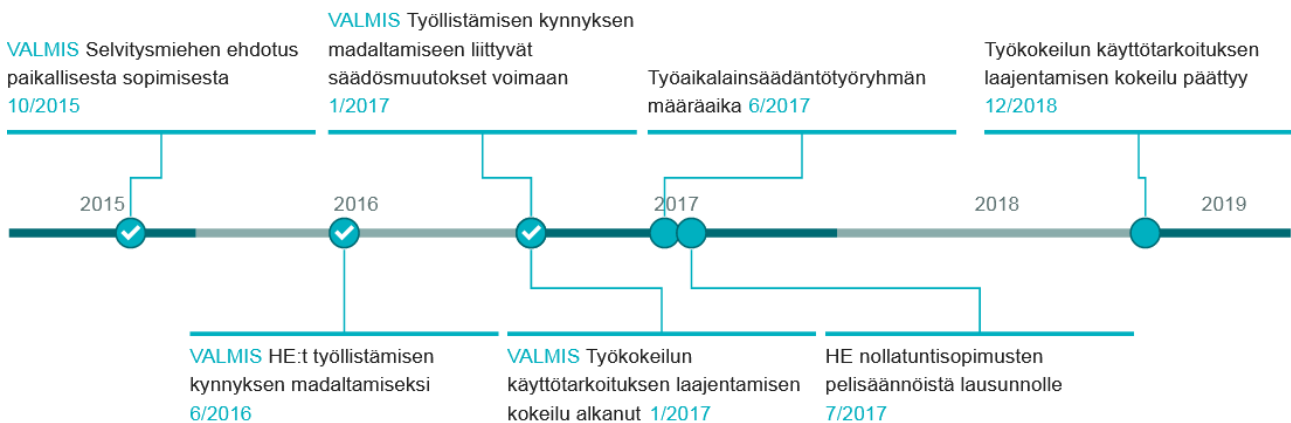 VALMIS Selvitysmiehen ehdotus
paikallisesta sopimisesta
10/2015
VALMIS Työllistämisen kynnyksen
madaltamiseen liittyvät
säädösmuutokset voimaan
1/2017
Työaikalainsäädäntötyöryhmän
määräaika 6/2017
Työkokeilun käyttötarkoituksen
laajentamisen kokeilu päättyy
12/2018
2015
2016
2017
2018
2019
VALMIS HE:t työllistämisen
kynnyksen madaltamiseksi
6/2016
VALMIS Työkokeilun
käyttötarkoituksen laajentamisen
kokeilu alkanut 1/2017
HE nollatuntisopimusten
pelisäännöistä lausunnolle
7/2017